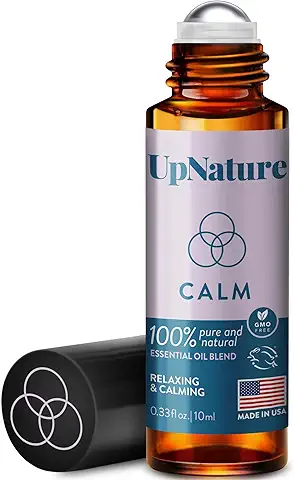 UpNature
CALM
100% pure and
natural
ESSENTIAL OIL BLEND
GMO
FREE
RELAXING
& CALMING
0.33fl oz. | 10ml
MADE IN USA